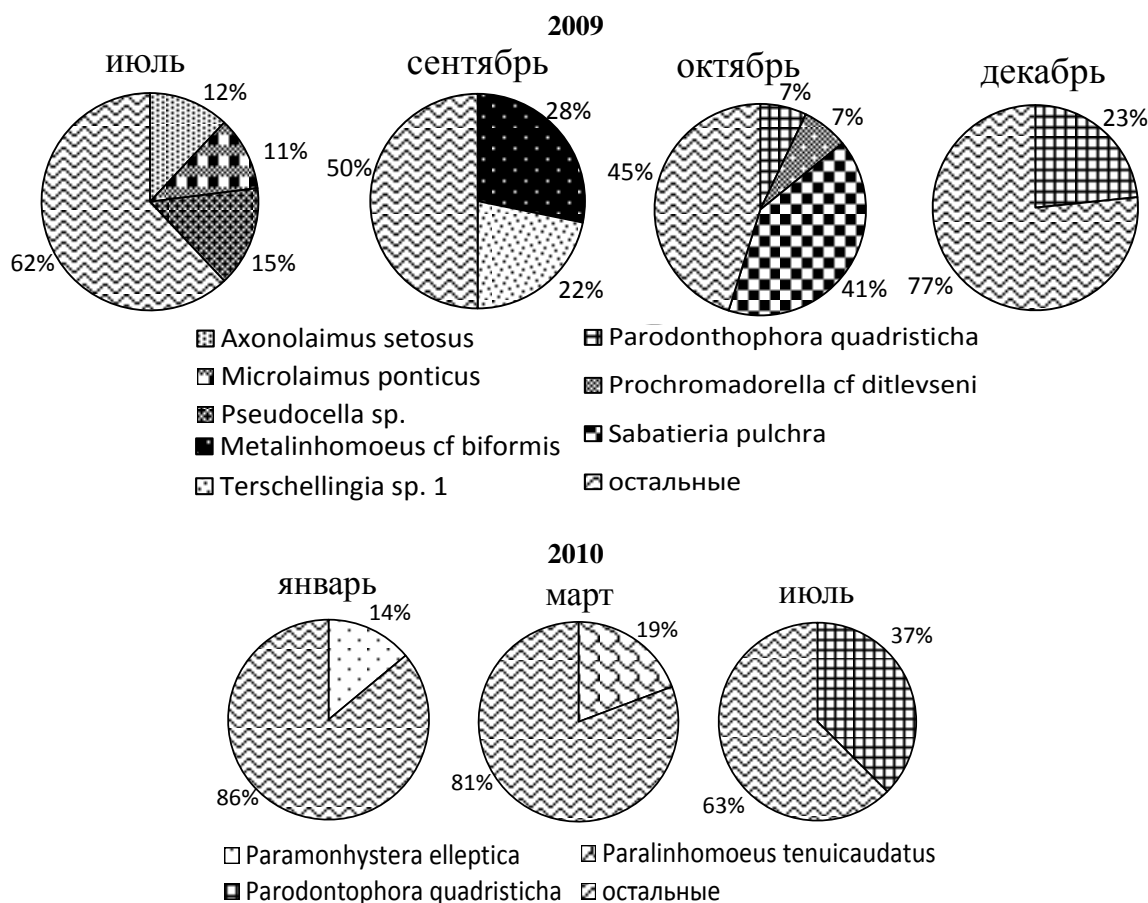 2009
июль
сентябрь
октябрь
декабрь
12%
11%
15%
62%
28%
22%
50%
7%
7%
41%
45%
23%
77%
Axonolaimus setosus
Microlaimus ponticus
Pseudocella sp.
Metalinhomoeus cf biformis
Terschellingia sp. 1
Parodonthophora quadristicha
Prochromadorella cf ditlevseni
Sabatieria pulchra
остальные
2010
январь
март
июль
14%
86%
19%
81%
37%
63%
Paramonhystera elleptica
Parodontophora quadristicha
Paralinhomoeus tenuicaudatus
остальные